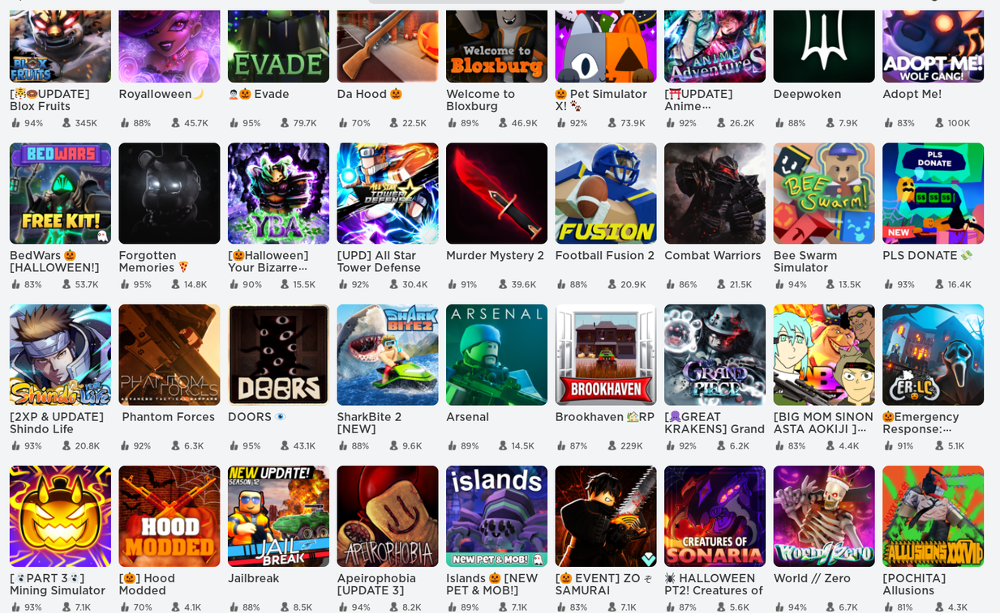 BLOX
FRUITS
EVADE
Welcome to
Bloxburg
ANIME
Adventures
ADOPT ME!
WOLF GANG!
[🐯🍩UPDATE]
Blox Fruits
Royalloween🌙
🧛🏻🎃 Evade
Da Hood 🎃
Welcome to
Bloxburg
🎃 Pet Simulator
X! 🐾
[⛩️UPDATE]
Anime...
Deepwoken
Adopt Me!
94% 345K
88% 45.7K
95% 79.7K
70% 22.5K
89% 46.9K
92% 73.9K
92% 26.2K
88% 7.9K
83% 100K
BEDWARS
FREE KIT!
YBA
ALL STAR
TOWER
DEFENSE
FUSION
BEE
SWARM!
PLS
DONATE
$$ $$ $$
NEW
BedWars 🎃
[HALLOWEEN!]
Forgotten
Memories 🍕
[🎃Halloween]
Your Bizarre...
[UPD] All Star
Tower Defense
Murder Mystery 2
Football Fusion 2
Combat Warriors
Bee Swarm
Simulator
PLS DONATE 💸
83% 53.7K
95% 14.8K
90% 15.5K
92% 30.4K
91% 39.6K
88% 20.9K
86% 21.5K
94% 13.5K
93% 16.4K
Shindo Life
PHANTOM FORCES
ADVANCED TACTICAL WARFARE
DOORS
SHARK
BITE2
ARSENAL
BROOKHAVEN
GRAND
PIECE
ER:LC
[2XP & UPDATE]
Shindo Life
Phantom Forces
DOORS 👁️
SharkBite 2
[NEW]
Arsenal
Brookhaven 🏡RP
[🐙GREAT
KRAKENS] Grand
[BIG MOM SINON
ASTA AOKIJI ]...
🎃Emergency
Response:...
93% 20.8K
92% 6.3K
95% 43.1K
88% 9.6K
89% 14.5K
87% 229K
92% 6.2K
83% 4.4K
91% 5.1K
HOOD
MODDED
NEW UPDATE!
SEASON 12
JAIL
BREAK
APEIROPHOBIA
islands
NEW PET & MOB!
CREATURES OF
SONARIA
World//Zero
ALLUSIONS
[👻PART 3👻]
Mining Simulator
[🎃] Hood
Modded
Jailbreak
Apeirophobia
[UPDATE 3]
Islands 🎃 [NEW
PET & MOB!]
[🎃 EVENT] ZO ぞ
SAMURAI
🕷️ HALLOWEEN
PT2! Creatures of
World // Zero
[POCHITA]
Allusions
93% 7.1K
70% 4.1K
88% 8.5K
94% 8.2K
89% 7.1K
83% 7.1K
87% 5.6K
94% 6.7K
81% 4.3K